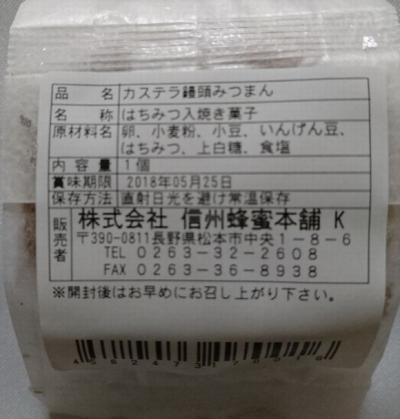 品 名 カステラ饅頭みつまん
名 称 はちみつ入焼き菓子
原材料名 卵、小麦粉、小豆、いんげん豆、
はちみつ、上白糖、食塩
内 容 量 1個
賞味期限 2018年05月25日
保存方法 直射日光を避け常温保存
販売者 株式会社 信州蜂蜜本舗 K
〒390-0811長野県松本市中央1-8-6
TEL 0263-32-2608
FAX 0263-36-8938
※開封後はお早めにお召し上がり下さい。